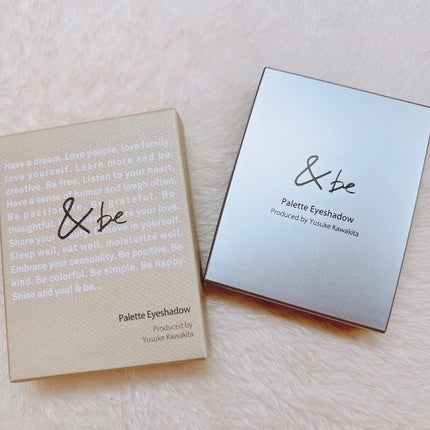 Have a dream. Love people, love family,
love yourself. Learn more and be
creative. Be free. Listen to your heart.
Have a sense of humor and laugh often.
Be passionate. Be grateful. Be
thoughtful
Share your love,
in yourself.
Sleep well, eat well, moisturize well.
Embrace your sensuality. Be positive. Be
kind. Be colorful. Be simple. Be happy.
Shine and you! & be...
& be
Palette Eyeshadow
Produced by
Yusuke Kawakita
& be
Palette Eyeshadow
Produced by Yusuke Kawakita